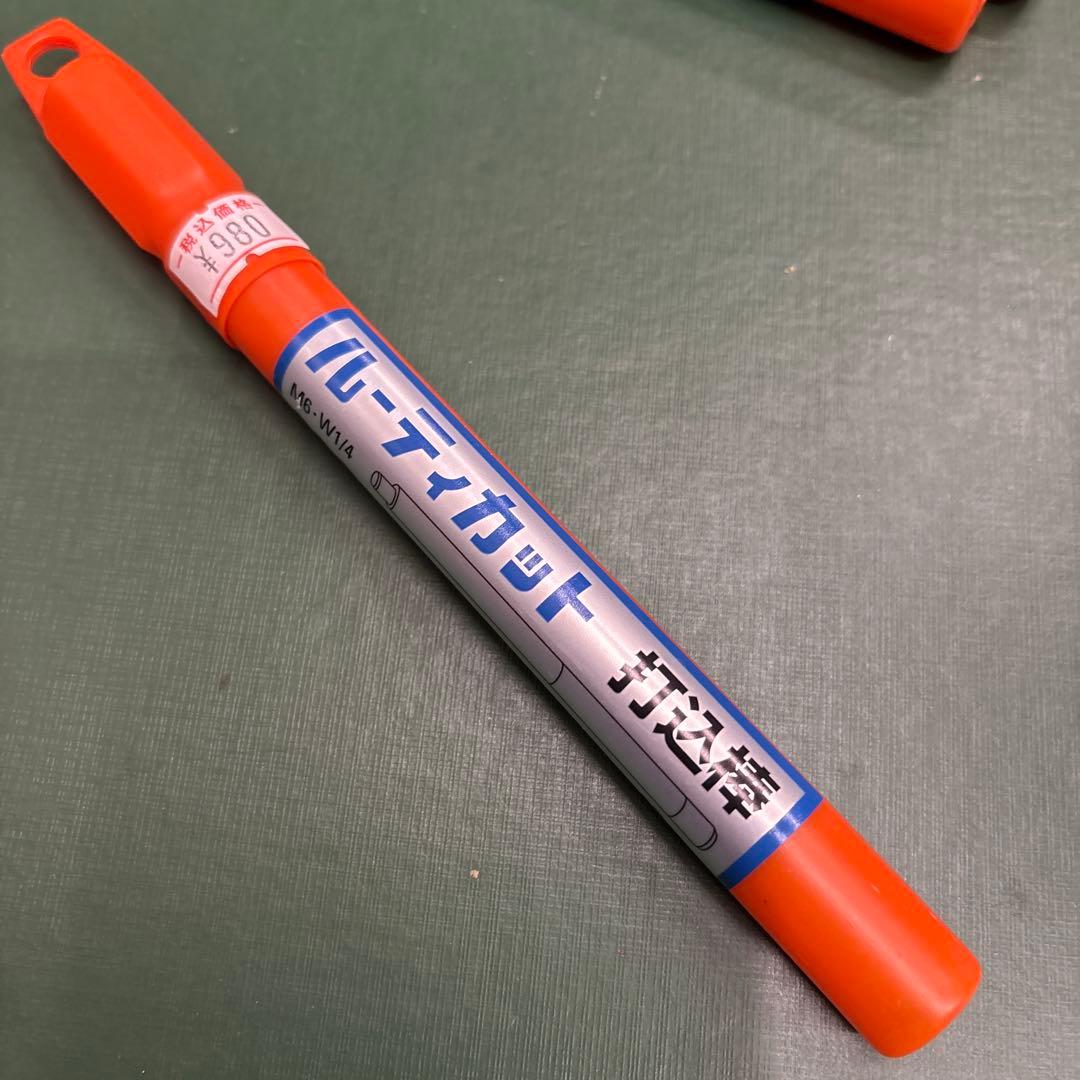 税込価格
¥980
ルーティカット
M6・W1/4
打込棒